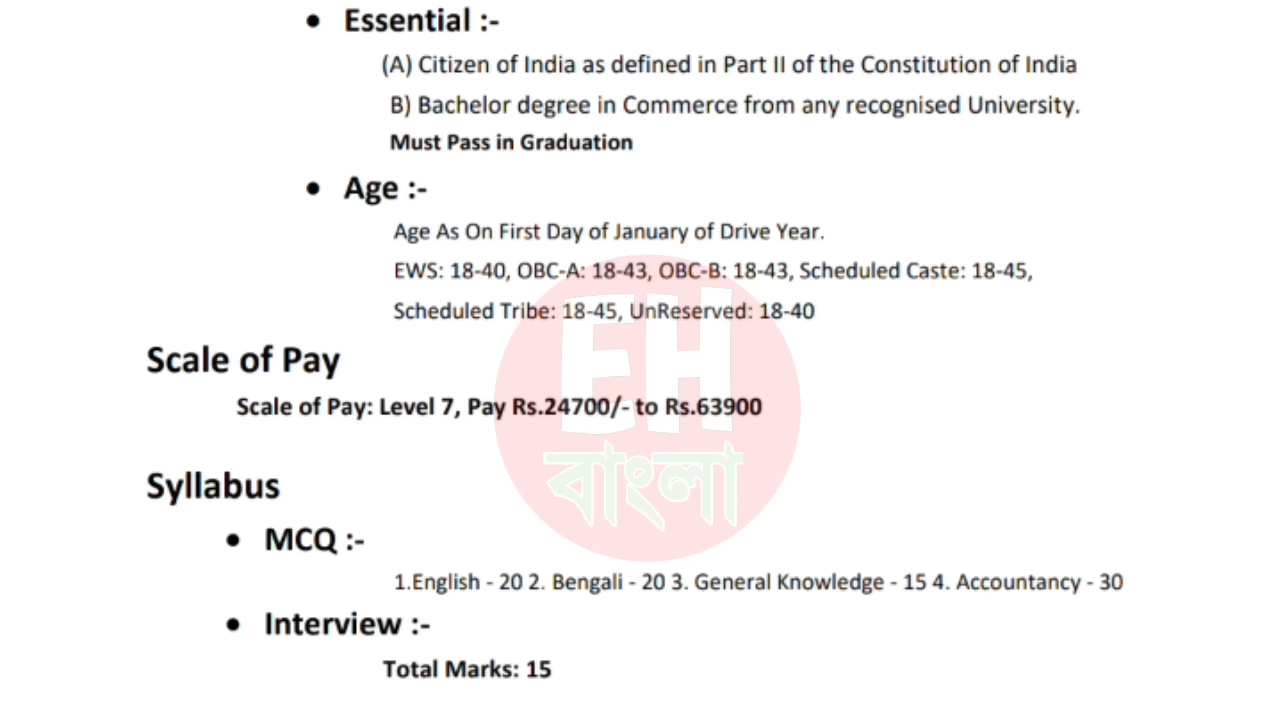 Essential :-
(A) Citizen of India as defined in Part II of the Constitution of India
B) Bachelor degree in Commerce from any recognised University.
Must Pass in Graduation
Age :-
Age As On First Day of January of Drive Year.
EWS: 18-40, OBC-A: 18-43, OBC-B: 18-43, Scheduled Caste: 18-45,
Scheduled Tribe: 18-45, UnReserved: 18-40
Scale of Pay
Scale of Pay: Level 7, Pay Rs.24700/- to Rs.63900
EH
বাংলা
Syllabus
MCQ :-
1.English - 20 2. Bengali - 20 3. General Knowledge - 15 4. Accountancy - 30
Interview :-
Total Marks: 15